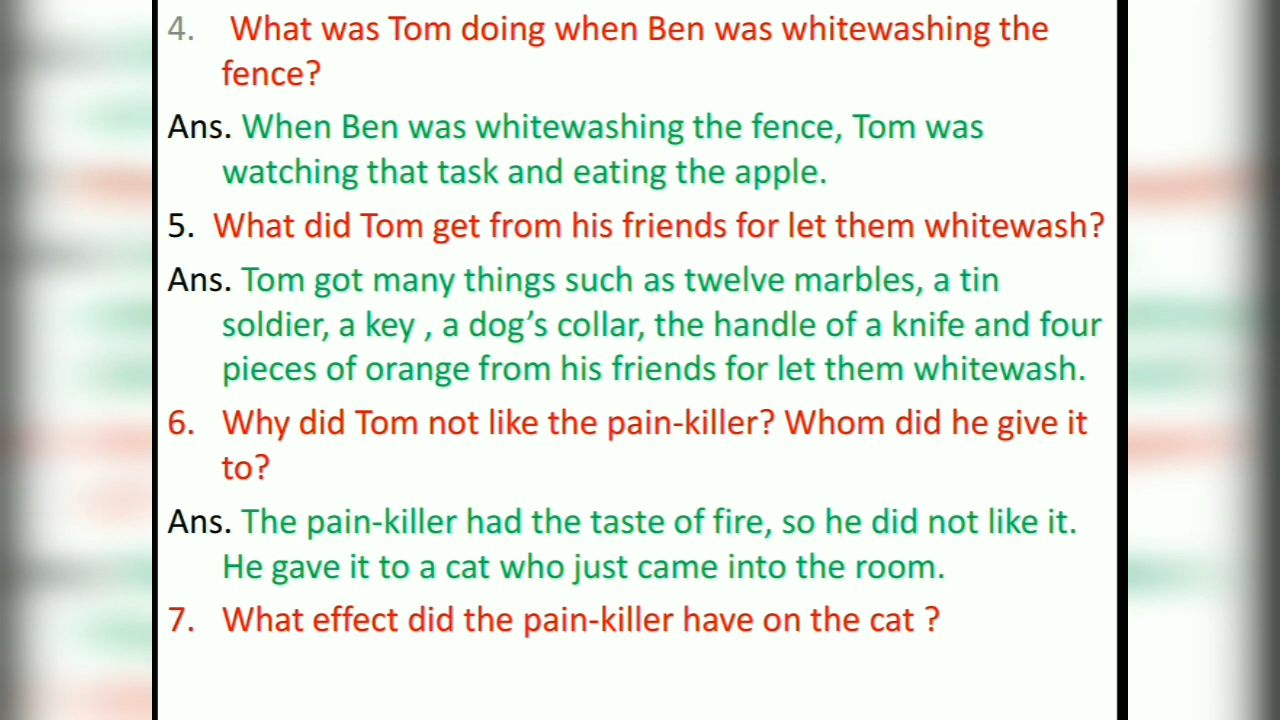 4. What was Tom doing when Ben was whitewashing the
fence?
Ans. When Ben was whitewashing the fence, Tom was
watching that task and eating the apple.
5. What did Tom get from his friends for let them whitewash?
Ans. Tom got many things such as twelve marbles, a tin
soldier, a key , a dog’s collar, the handle of a knife and four
pieces of orange from his friends for let them whitewash.
6. Why did Tom not like the pain-killer? Whom did he give it
to?
Ans. The pain-killer had the taste of fire, so he did not like it.
He gave it to a cat who just came into the room.
7. What effect did the pain-killer have on the cat ?